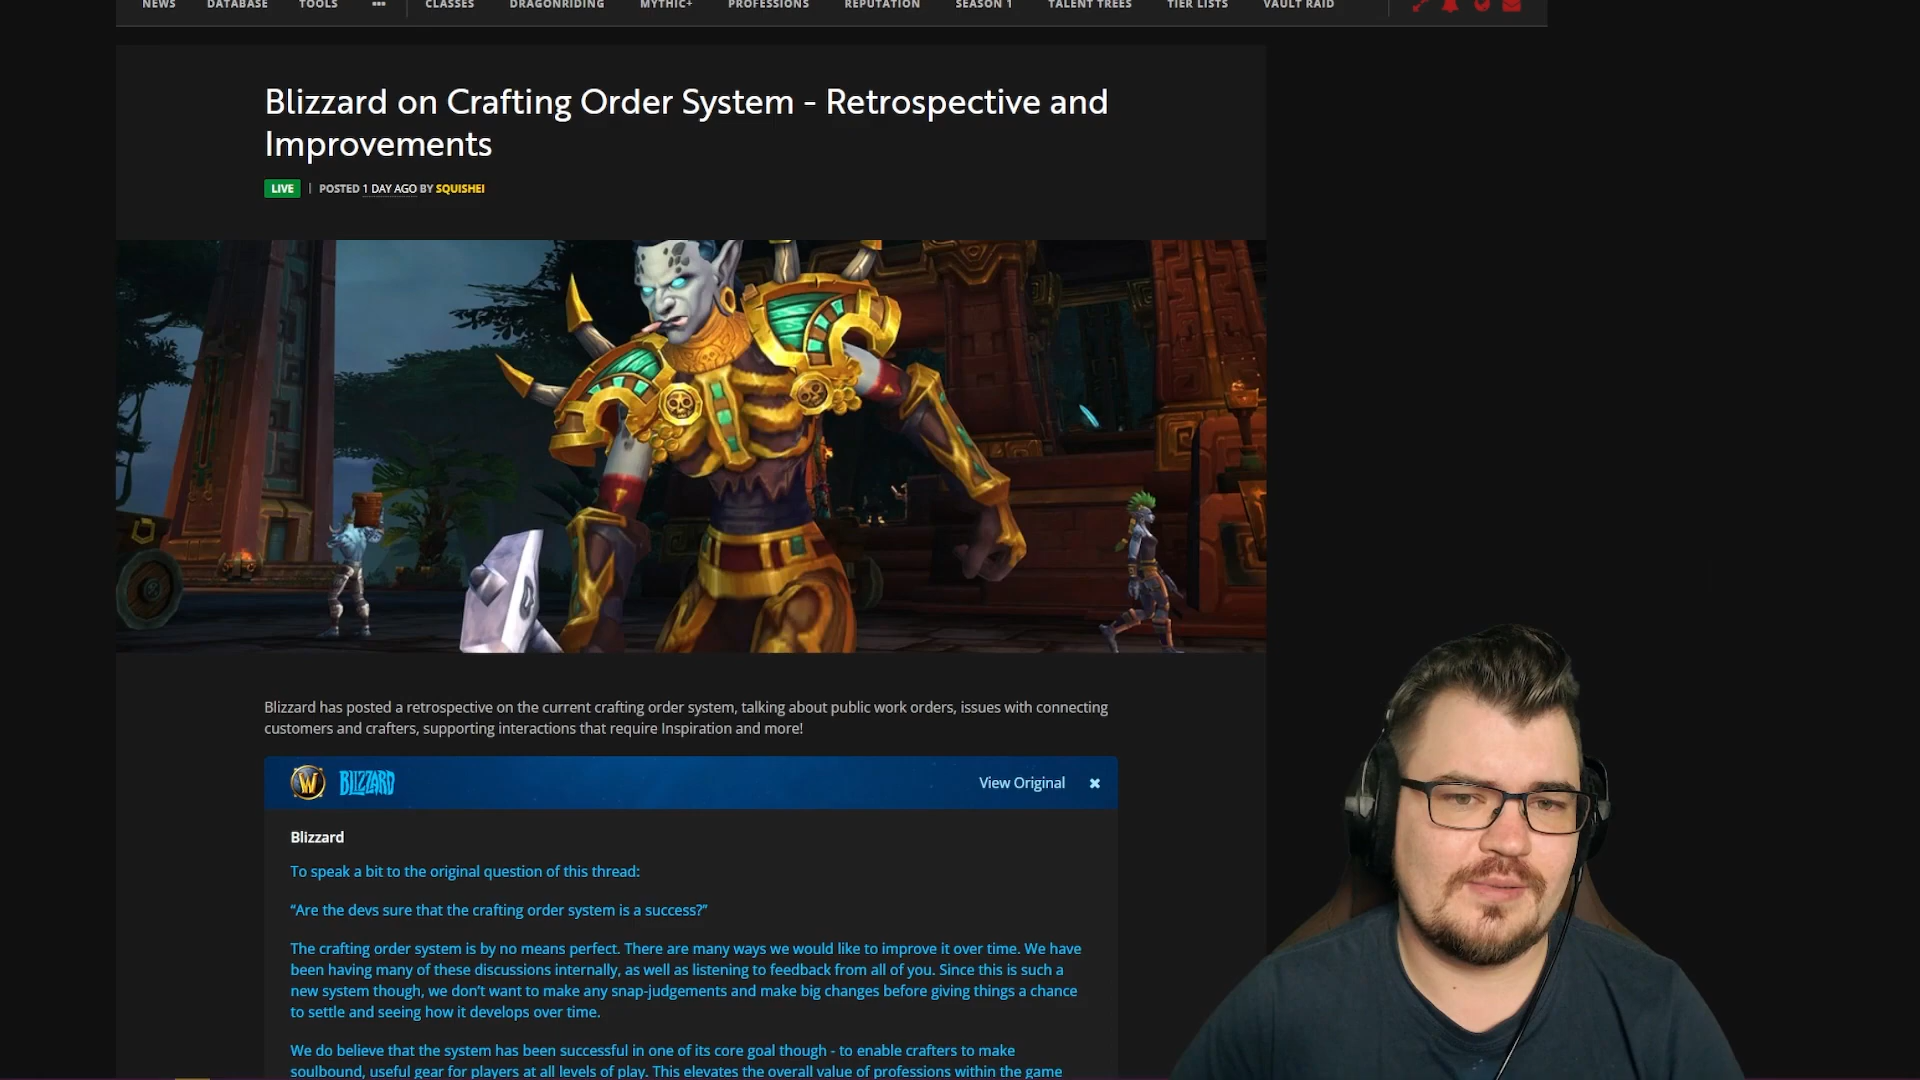 NEWS DATABASE TOOLS ••• CLASSES DRAGONRIDING MYTHIC+ PROFESSIONS REPUTATION SEASON 1 TALENT TREES TIER LISTS VAULT RAID
Blizzard on Crafting Order System - Retrospective and
Improvements
LIVE | POSTED 1 DAY AGO BY SQUISHEI
Blizzard has posted a retrospective on the current crafting order system, talking about public work orders, issues with connecting
customers and crafters, supporting interactions that require Inspiration and more!
W BLIZZARD View Original ×
Blizzard
To speak a bit to the original question of this thread:
“Are the devs sure that the crafting order system is a success?”
The crafting order system is by no means perfect. There are many ways we would like to improve it over time. We have
been having many of these discussions internally, as well as listening to feedback from all of you. Since this is such a
new system though, we don’t want to make any snap-judgements and make big changes before giving things a chance
to settle and seeing how it develops over time.
We do believe that the system has been successful in one of its core goal though - to enable crafters to make
soulbound, useful gear for players at all levels of play. This elevates the overall value of professions within the game